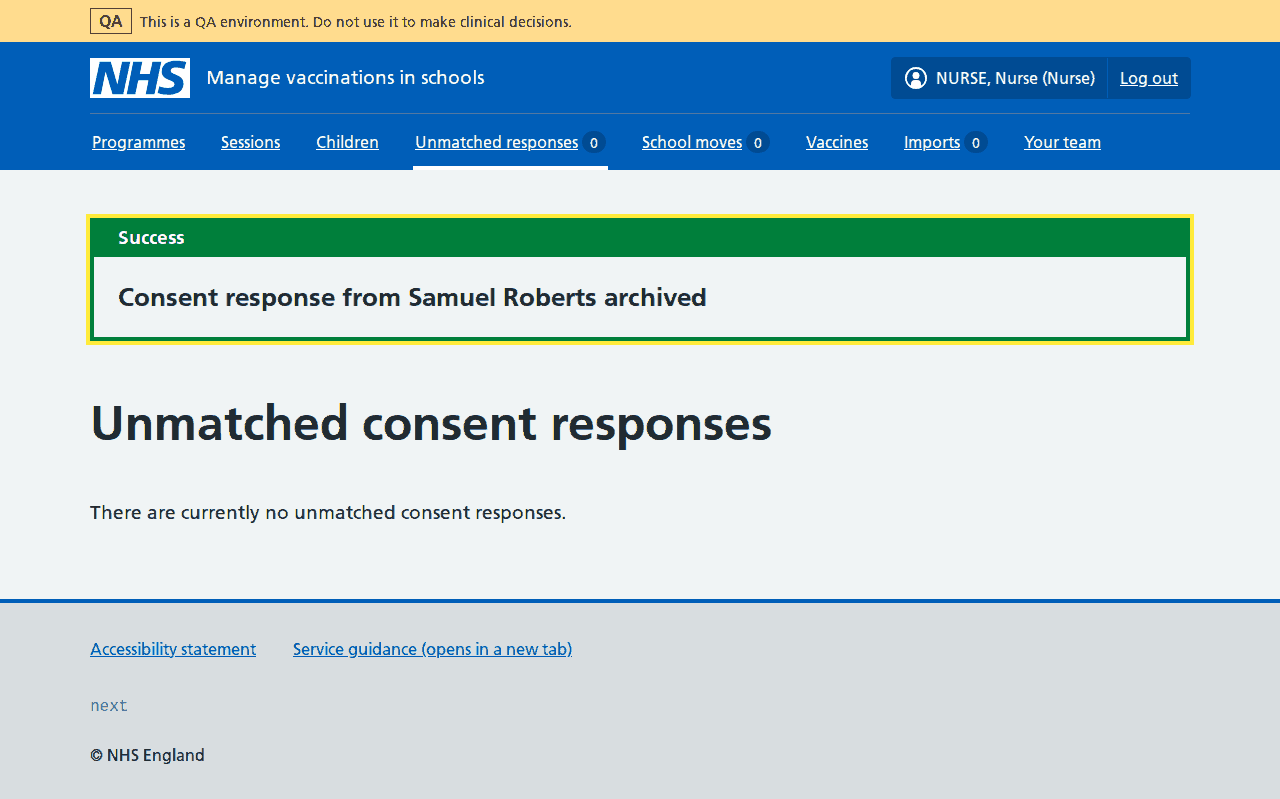 QA This is a QA environment. Do not use it to make clinical decisions.
NHS Manage vaccinations in schools NURSE, Nurse (Nurse) Log out
Programmes Sessions Children Unmatched responses 0 School moves 0 Vaccines Imports 0 Your team
Success
Consent response from Samuel Roberts archived
Unmatched consent responses
There are currently no unmatched consent responses.
Accessibility statement Service guidance (opens in a new tab)
next
© NHS England